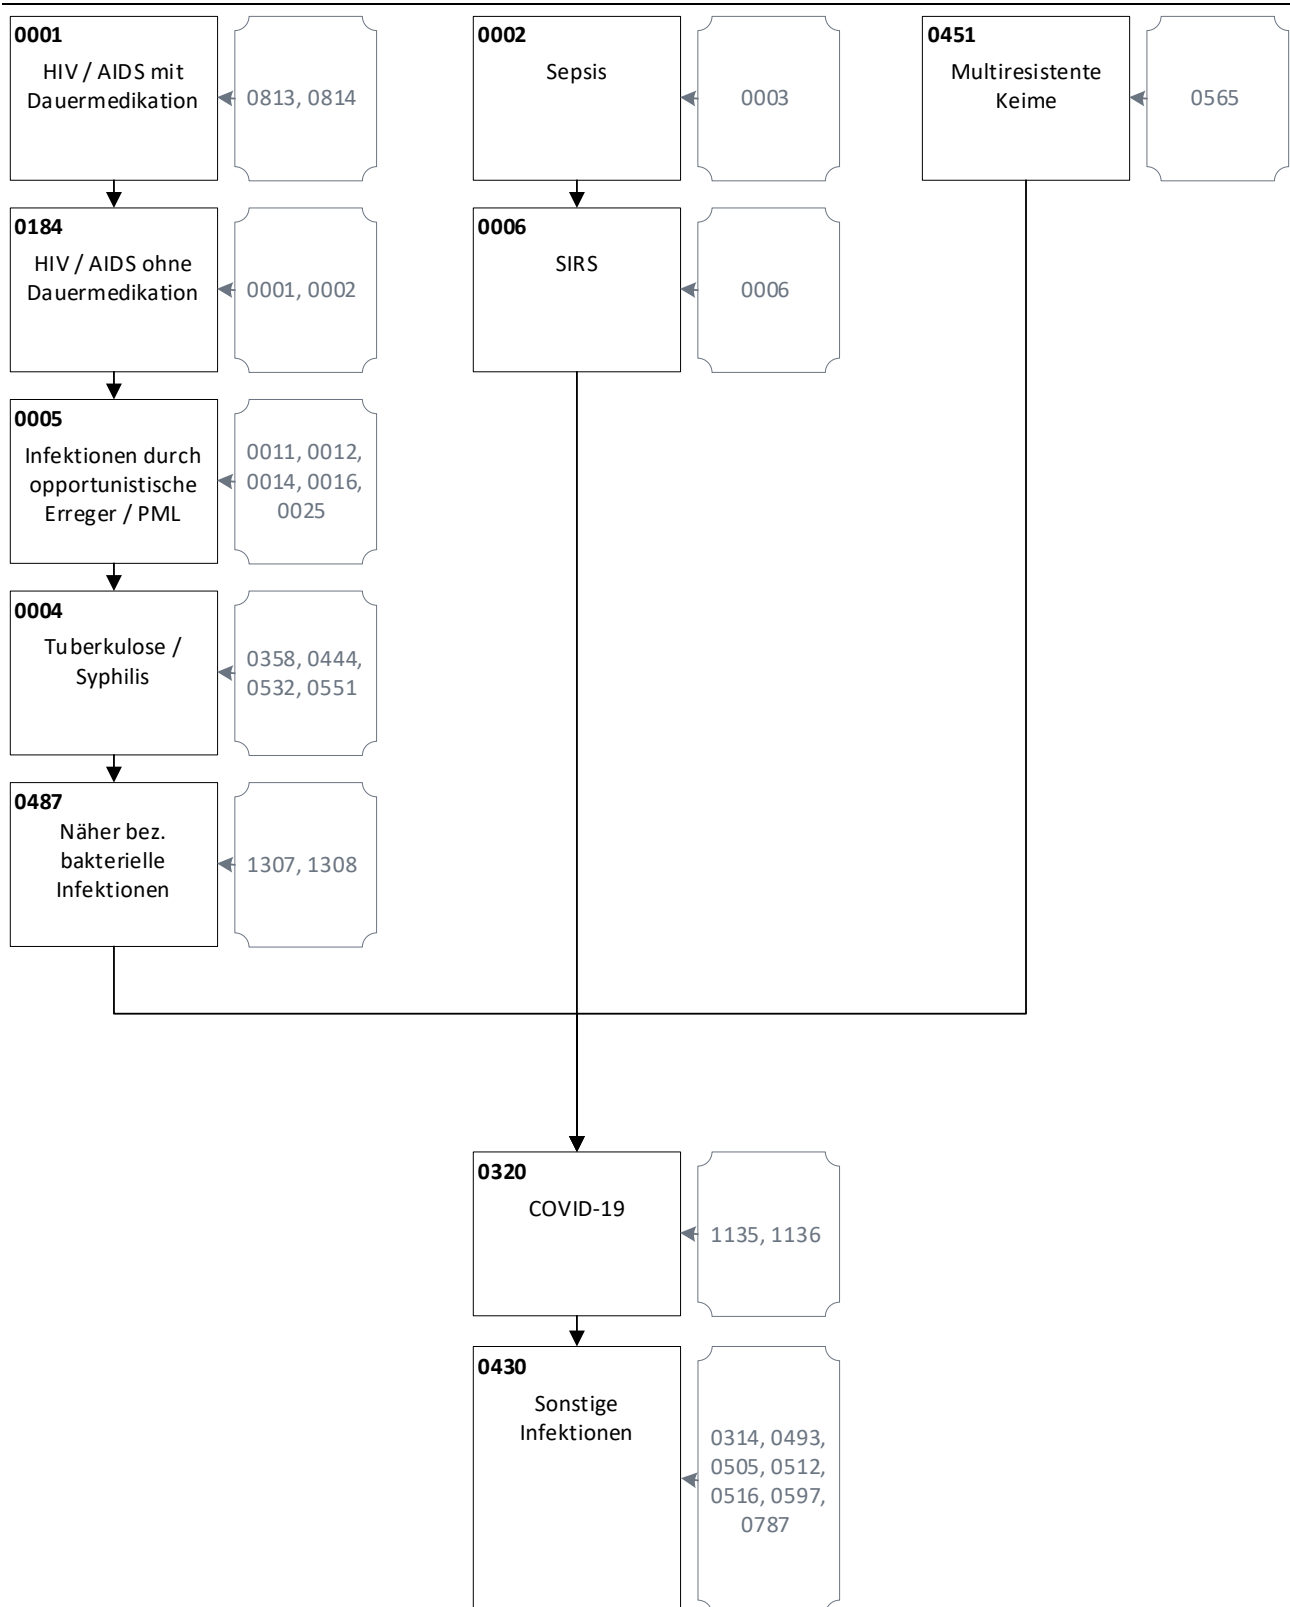 0001
HIV / AIDS mit
Dauermedikation
0813, 0814
0002
Sepsis
0003
0451
Multiresistente
Keime
0565
0184
HIV / AIDS ohne
Dauermedikation
0001, 0002
0006
SIRS
0006
0005
Infektionen durch
opportunistische
Erreger / PML
0011, 0012,
0014, 0016,
0025
0004
Tuberkulose /
Syphilis
0358, 0444,
0532, 0551
0487
Näher bez.
bakterielle
Infektionen
1307, 1308
0320
COVID-19
1135, 1136
0430
Sonstige
Infektionen
0314, 0493,
0505, 0512,
0516, 0597,
0787